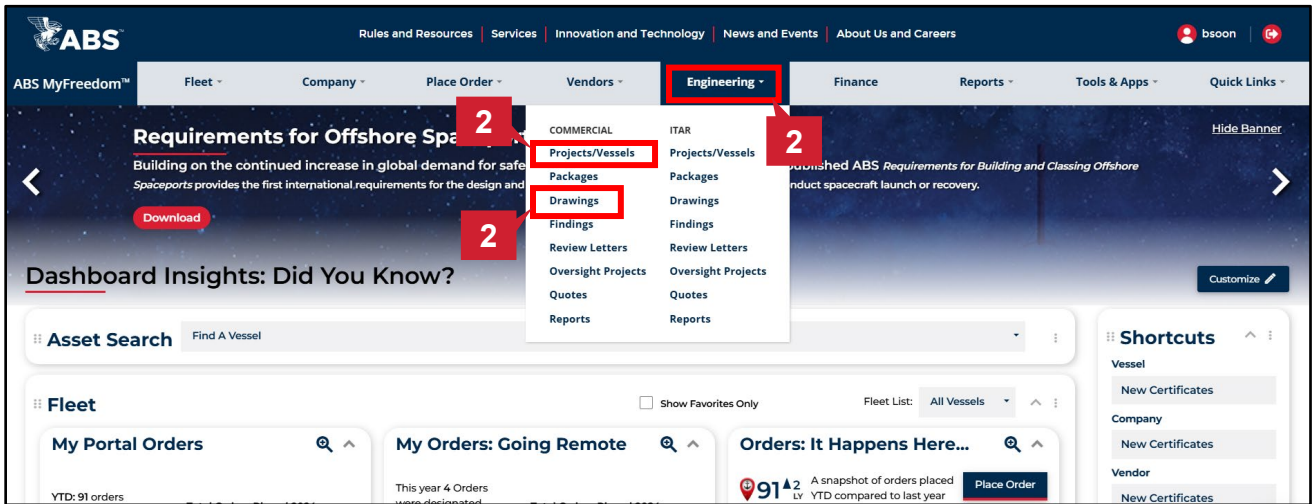 ABS
Rules and Resources | Services | Innovation and Technology | News and Events | About Us and Careers
bsoon
ABS MyFreedom™
Fleet
Company
Place Order
Vendors
Engineering
Finance
Reports
Tools & Apps
Quick Links
2
2
2
COMMERCIAL
Projects/Vessels
Packages
Drawings
Findings
Review Letters
Oversight Projects
Quotes
Reports
ITAR
Projects/Vessels
Packages
Drawings
Findings
Review Letters
Oversight Projects
Quotes
Reports
Hide Banner
Requirements for Offshore
Building on the continued increase in global demand for safe
ABS Requirements for Building and Classing Offshore
Spaceports provides the first international requirements for the design and
spacecraft launch or recovery.
Download
Dashboard Insights: Did You Know?
Customize
Asset Search
Find A Vessel
Shortcuts
Vessel
New Certificates
Company
New Certificates
Vendor
New Certificates
Fleet
Show Favorites Only
Fleet List: All Vessels
My Portal Orders
YTD: 91 orders
My Orders: Going Remote
This year 4 Orders
were designated
Orders: It Happens Here...
91 2 LY
A snapshot of orders placed
YTD compared to last year
Place Order